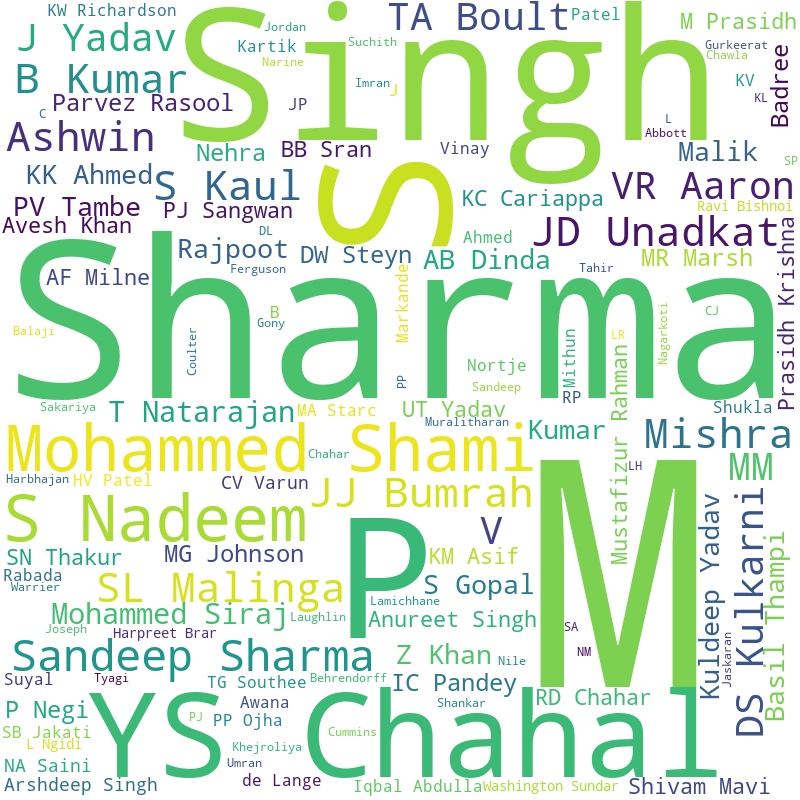 KW Richardson
Jordan
Singh
TA Boult
Patel
M Prasidh
J Yadav
Kartik
Suchith
Narine
Gurkeerat
Chawla
B Kumar
Imran
J
KV
Badree
Parvez Rasool
JP
KL
C
L
Abbott
Ashwin
Nehra
BB Sran
Vinay
Malik
SP
KK Ahmed
S Kaul
S
KC Cariappa
VR Aaron
PV Tambe
PJ Sangwan
Ravi Bishnoi
Avesh Khan
DL
Ahmed
JD Unadkat
Rajpoot
DW Steyn
AB Dinda
MR Marsh
Prasidh Krishna
AF Milne
Ferguson
Tahir
Sharma
Markande
B
Gony
CJ
Balaji
Coulter
Mithun
LR
Nagarkoti
Nortje
PP
Sandeep
RP
Mustafizur Rahman
Sakariya
T Natarajan
MA Starc
UT Yadav
Shukla
Muralitharan
Kumar
Mishra
Mohammed Shami
Chahar
LH
MM
Harbhajan
HV Patel
CV Varun
JJ Bumrah
M
S Nadeem
P
V
Kuldeep Yadav
DS Kulkarni
Basil Thampi
SN Thakur
MG Johnson
KM Asif
Rabada
Warrier
SL Malinga
S Gopal
Lamichhane
Mohammed Siraj
Laughlin
Anureet Singh
Joseph
Harpreet Brar
SA
Jaskaran
Sandeep Sharma
Z Khan
Nile
NM
Suyal
Tyagi
TG Southee
Behrendorff
IC Pandey
RD Chahar
YS Chahal
Awana
Shankar
P Negi
PJ
PP Ojha
SB Jakati
Cummins
L Ngidi
Khejroliya
NA Saini
Umran
Arshdeep Singh
de Lange
Iqbal Abdulla
Washington Sundar
Shivam Mavi